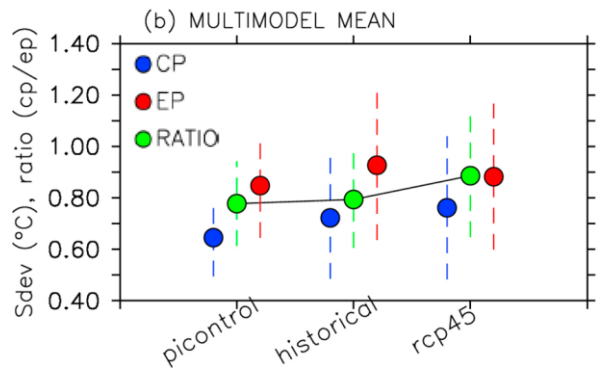 (b) MULTIMODEL MEAN
Sdev (°C), ratio (cp/ep)
1.40
1.20
1.00
0.80
0.60
0.40
CP
EP
RATIO
picontrol
historical
rcp45